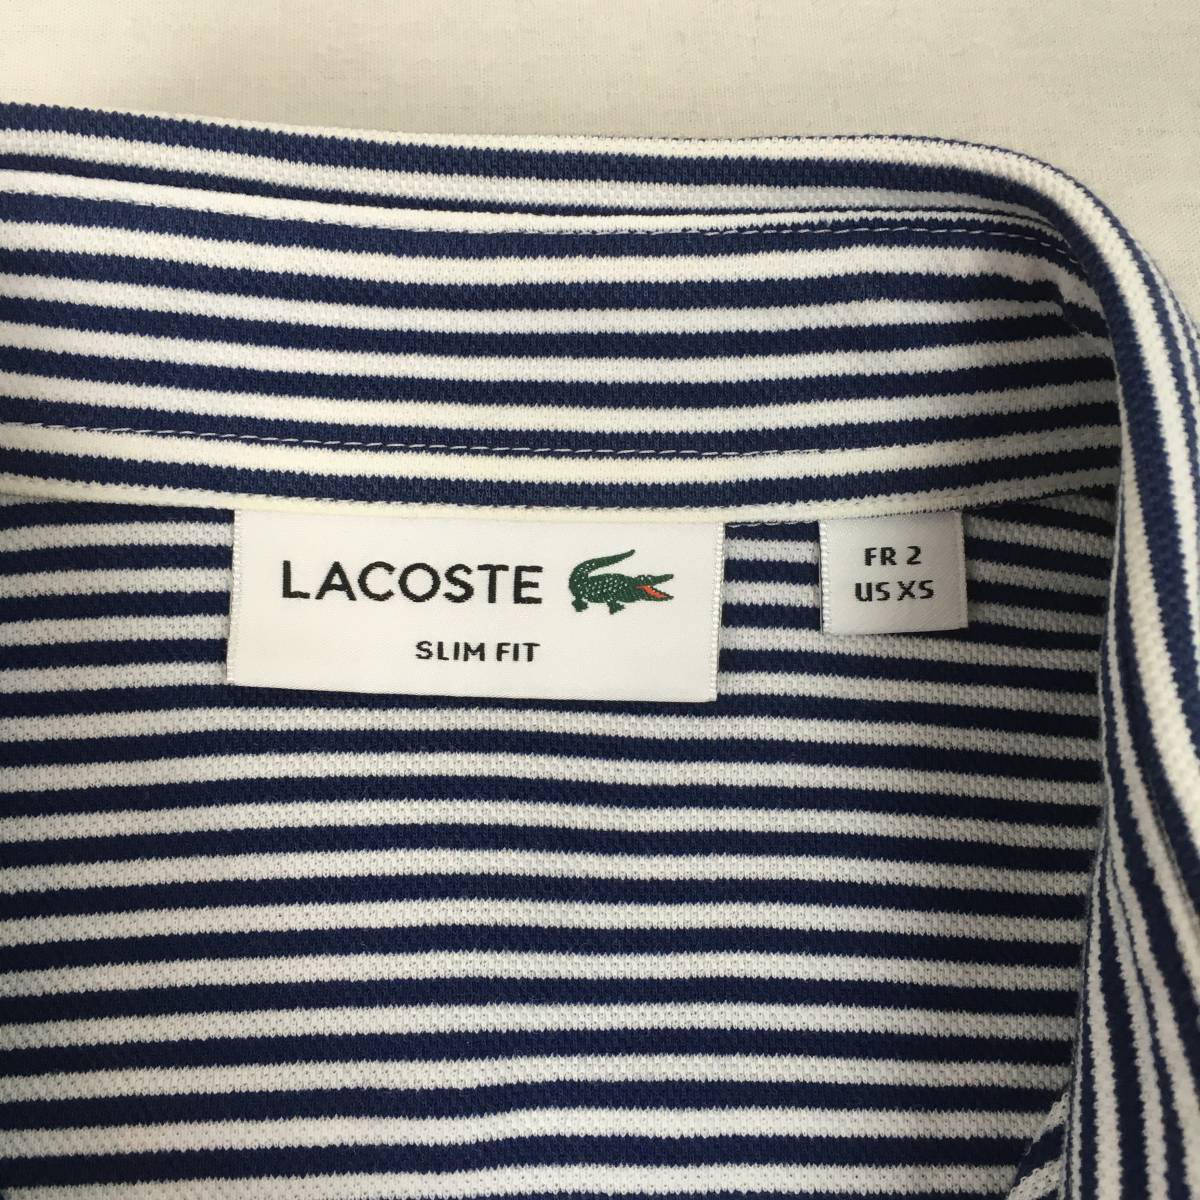 LACOSTE
SLIM FIT
FR 2
US XS